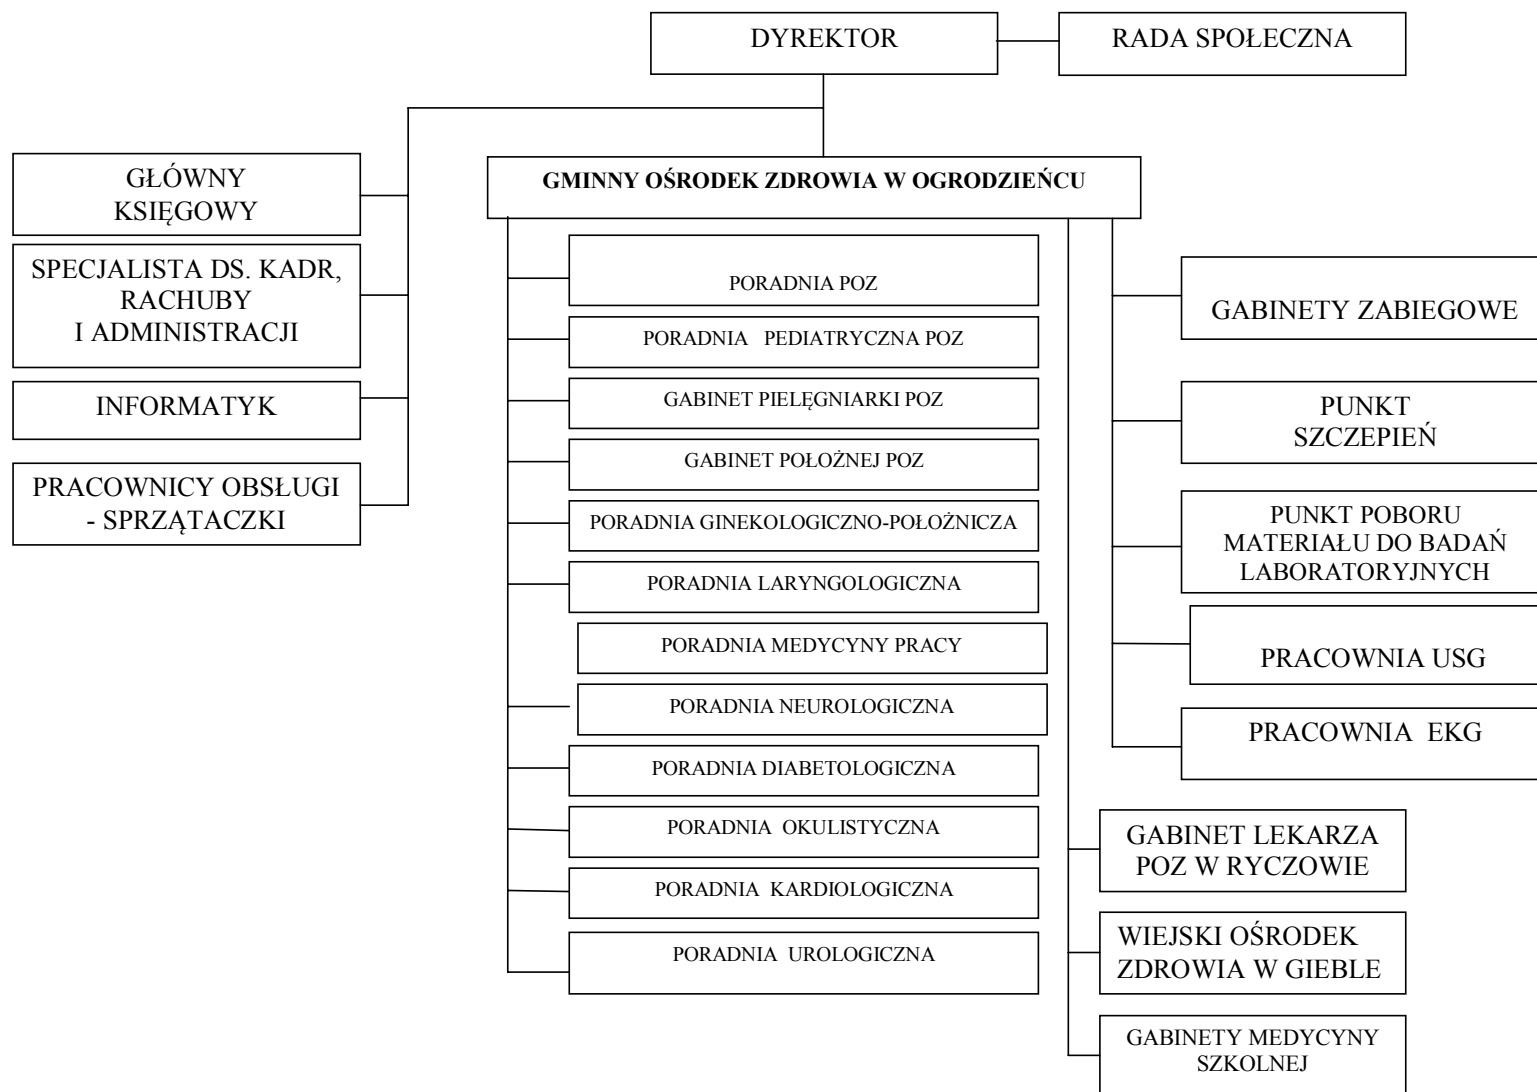 DYREKTOR
RADA SPOŁECZNA
GŁÓWNY
KSIĘGOWY
SPECJALISTA DS. KADR,
RACHUBY
I ADMINISTRACJI
INFORMATYK
PRACOWNICY OBSŁUGI
- SPRZĄTACZKI
GMINNY OŚRODEK ZDROWIA W OGRODZIEŃCU
PORADNIA POZ
PORADNIA PEDIATRYCZNA POZ
GABINET PIELĘGNIARKI POZ
GABINET POŁOŻNEJ POZ
PORADNIA GINEKOLOGICZNO-POŁOŻNICZA
PORADNIA LARYNGOLOGICZNA
PORADNIA MEDYCYNY PRACY
PORADNIA NEUROLOGICZNA
PORADNIA DIABETOLOGICZNA
PORADNIA OKULISTYCZNA
PORADNIA KARDIOLOGICZNA
PORADNIA UROLOGICZNA
GABINETY ZABIEGOWE
PUNKT
SZCZEPIEŃ
PUNKT POBORU
MATERIAŁU DO BADAŃ
LABORATORYJNYCH
PRACOWNIA USG
PRACOWNIA EKG
GABINET LEKARZA
POZ W RYCZOWIE
WIEJSKI OŚRODEK
ZDROWIA W GIEBLE
GABINETY MEDYCYNY
SZKOLNEJ